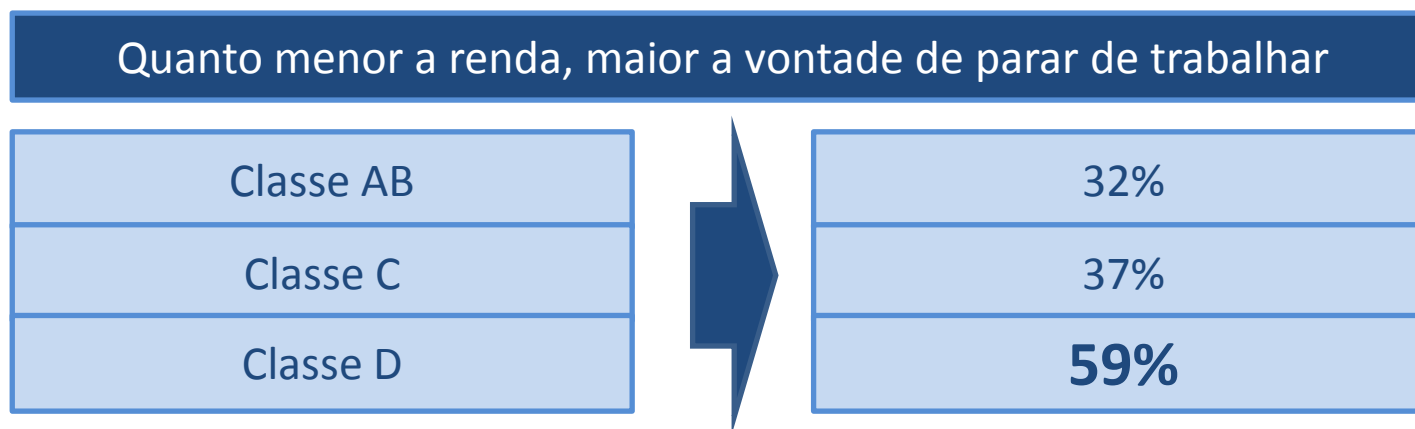 Quanto menor a renda, maior a vontade de parar de trabalhar
Classe AB
32%
Classe C
37%
Classe D
59%